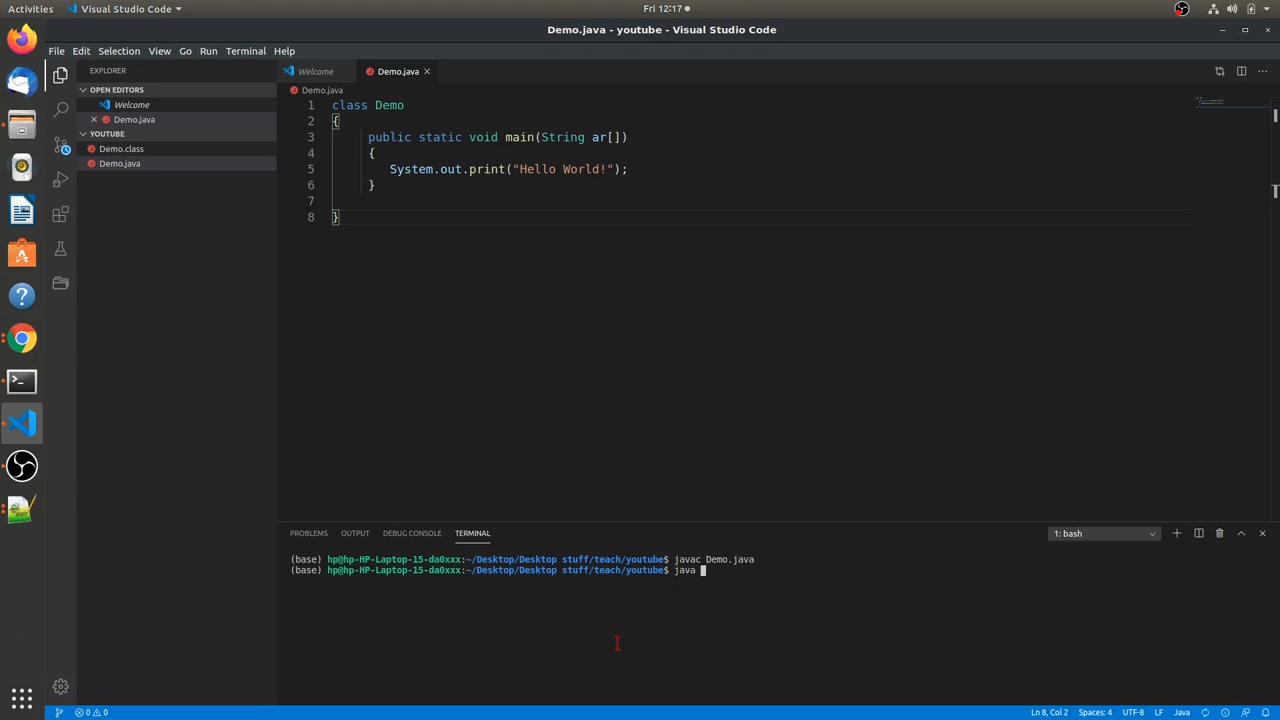 Activities Visual Studio Code Fri 12:17
Demo.java - youtube - Visual Studio Code
File Edit Selection View Go Run Terminal Help
EXPLORER
OPEN EDITORS
Welcome
Demo.java
YOUTUBE
Demo.class
Demo.java
Welcome Demo.java
Demo.java
1 class Demo
2 {
3 public static void main(String ar[])
4 {
5 System.out.print("Hello World!");
6 }
7
8 }
PROBLEMS OUTPUT DEBUG CONSOLE TERMINAL 1: bash
(base) hp@hp-HP-Laptop-15-da0xxx:~/Desktop/Desktop stuff/teach/youtube$ javac Demo.java
(base) hp@hp-HP-Laptop-15-da0xxx:~/Desktop/Desktop stuff/teach/youtube$ java
0 0 Ln 8, Col 2 Spaces: 4 UTF-8 LF Java